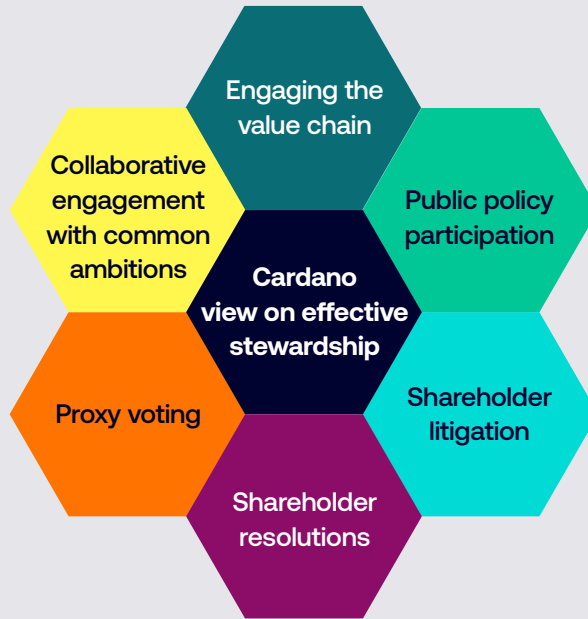 Engaging the
value chain
Collaborative
engagement
with common
ambitions
Public policy
participation
Cardano
view on effective
stewardship
Proxy voting
Shareholder
litigation
Shareholder
resolutions